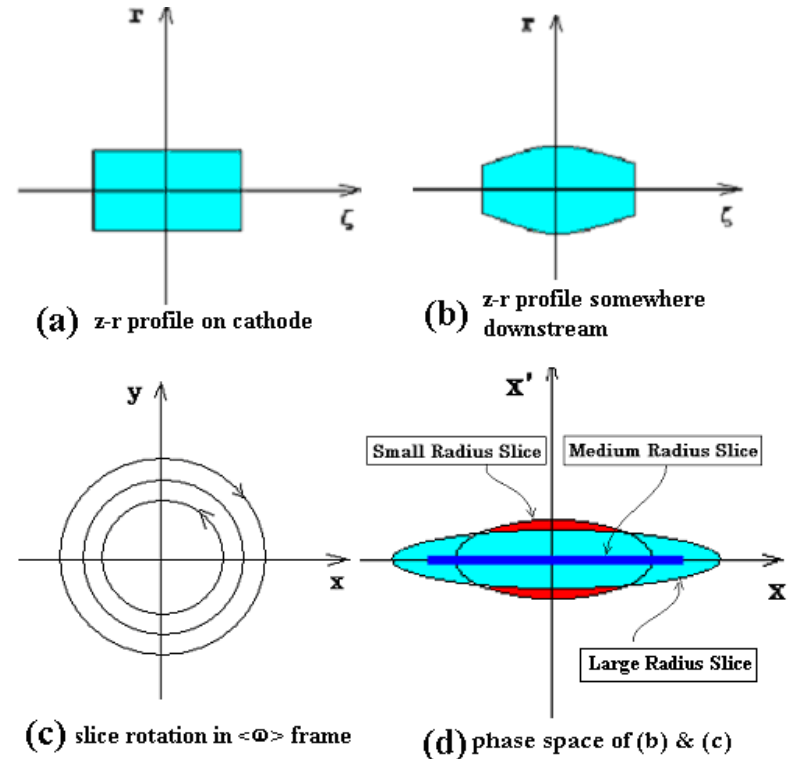 r
ζ
(a) z-r profile on cathode
r
ζ
(b) z-r profile somewhere
downstream
y
x
(c) slice rotation in <ω> frame
X'
Small Radius Slice
Medium Radius Slice
X
Large Radius Slice
(d) phase space of (b) & (c)